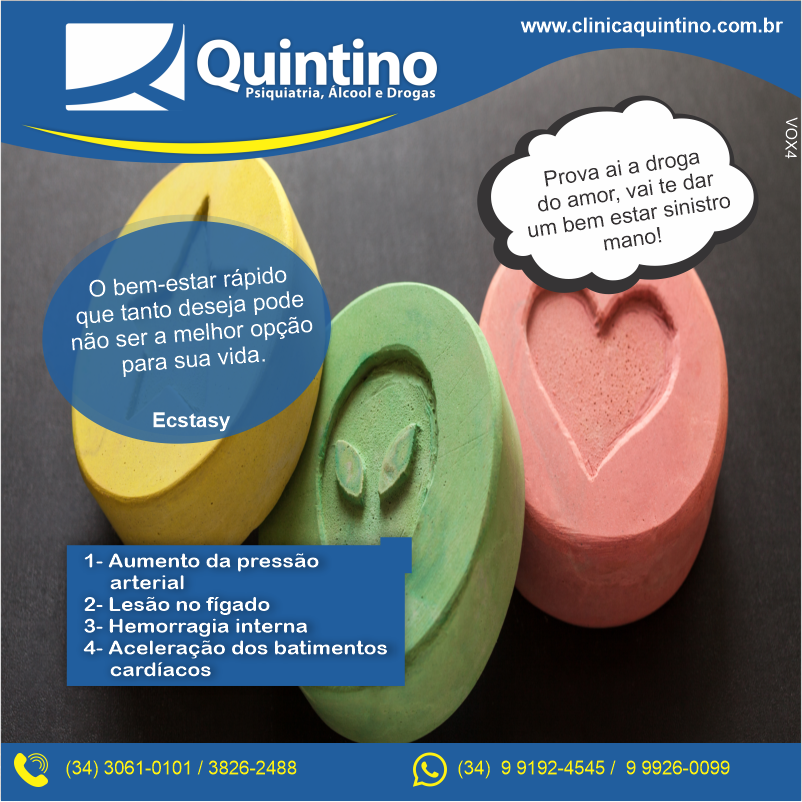 www.clinicaquintino.com.br
Quintino
Psiquiatria, Álcool e Drogas
VOX4
Prova ai a droga
do amor, vai te dar
um bem estar sinistro
mano!
O bem-estar rápido
que tanto deseja pode
não ser a melhor opção
para sua vida.
Ecstasy
1- Aumento da pressão
arterial
2- Lesão no fígado
3- Hemorragia interna
4- Aceleração dos batimentos
cardíacos
(34) 3061-0101 / 3826-2488
(34) 9 9192-4545 / 9 9926-0099